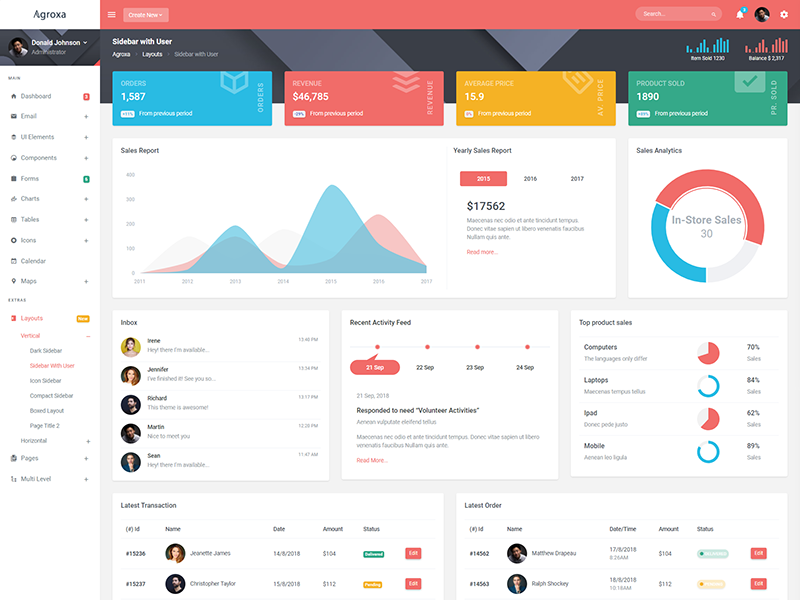 Agroxa
Create New
Search...
Donald Johnson
Administrator
MAIN
Dashboard
Email
UI Elements
Components
Forms
6
Charts
Tables
Icons
Calendar
Maps
EXTRAS
Layouts
New
Vertical
Dark Sidebar
Sidebar With User
Icon Sidebar
Compact Sidebar
Boxed Layout
Page Title 2
Horizontal
Pages
Multi Level
Sidebar with User
Agroxa
Layouts
Sidebar with User
Item Sold 1230
Balance $ 2,317
ORDERS
1,587
From previous period
ORDERS
REVENUE
$46,785
-29%
From previous period
REVENUE
AVERAGE PRICE
15.9
0%
From previous period
AV. PRICE
PRODUCT SOLD
1890
From previous period
PR. SOLD
Sales Report
400
300
200
100
0
2011 2012 2013 2014 2015 2016 2017
Yearly Sales Report
2015 2016 2017
$17562
Maecenas nec odio et ante tincidunt tempus.
Donec vitae sapien ut libero venenatis faucibus
Nullam quis ante.
Read more...
Sales Analytics
In-Store Sales
30
Inbox
Irene
13:40 PM
Hey! there I'm available...
Jennifer
13:34 PM
I've finished it! See you so...
Richard
13:17 PM
This theme is awesome!
Martin
12:20 PM
Nice to meet you
Sean
11:47 AM
Hey! there I'm available...
Recent Activity Feed
21 Sep 22 Sep 23 Sep 24 Sep
21 Sep, 2018
Responded to need "Volunteer Activities"
Aenean vulputate eleifend tellus
Maecenas nec odio et ante tincidunt tempus. Donec vitae sapien ut libero
venenatis faucibus Nullam quis ante.
Read More...
Top product sales
Computers
The languages only differ
70%
Sales
Laptops
Maecenas tempus tellus
84%
Sales
Ipad
Donec pede justo
62%
Sales
Mobile
Aenean leo ligula
89%
Sales
Latest Transaction
(#) Id Name Date Amount Status
#15236 Jeanette James 14/8/2018 $104 Delivered Edit
#15237 Christopher Taylor 15/8/2018 $112 Pending Edit
Latest Order
(#) Id Name Date/Time Amount Status
#14562 Matthew Drapeau 17/8/2018 $104 Edit
8:26AM
#14563 Ralph Shockey 18/8/2018 $112 Edit
10:18AM